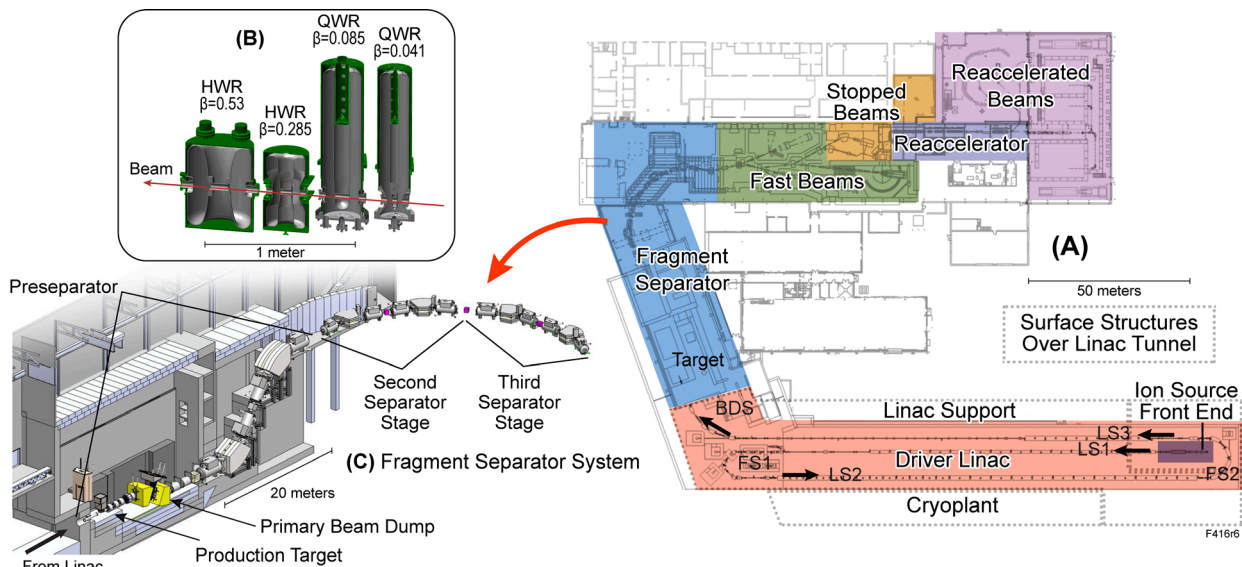 (B)
QWR
β=0.085
QWR
β=0.041
HWR
β=0.53
HWR
β=0.285
Beam
1 meter
Reaccelerated
Beams
Stopped
Beams
Reaccelerator
Fast Beams
(A)
Fragment
Separator
50 meters
Surface Structures
Over Linac Tunnel
Target
Ion Source
Front End
BDS
Linac Support
LS3
LS1
FS1
Driver Linac
LS2
FS2
Cryoplant
F416r6
Preseparator
Second
Separator
Stage
Third
Separator
Stage
(C) Fragment Separator System
20 meters
Primary Beam Dump
Production Target
From Linac